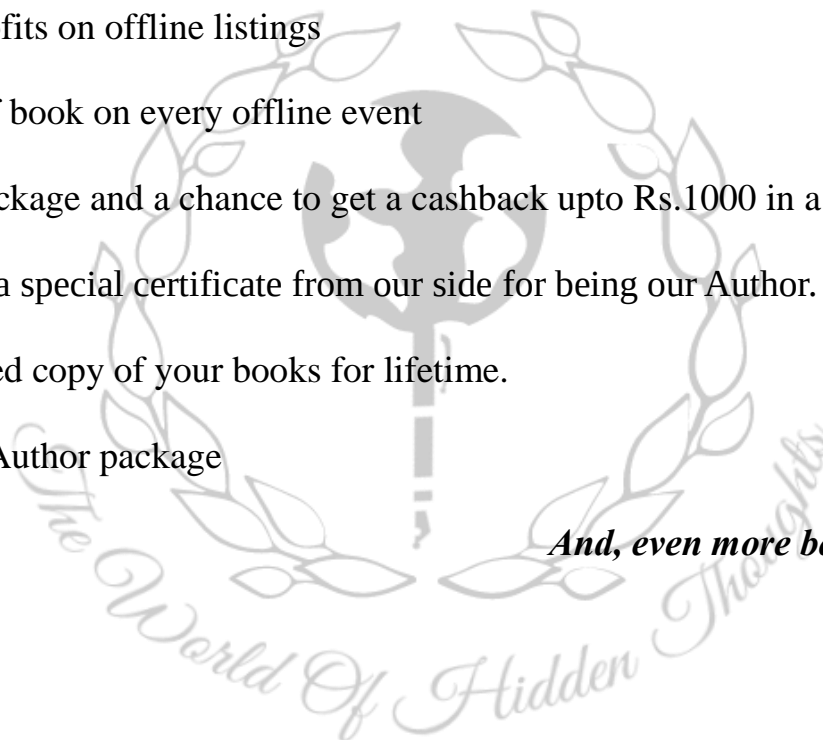 fits on offline listings
book on every offline event
ckage and a chance to get a cashback upto Rs.1000 in a
a special certificate from our side for being our Author.
ed copy of your books for lifetime.
Author package
And, even more be
The World Of Hidden Thoughts